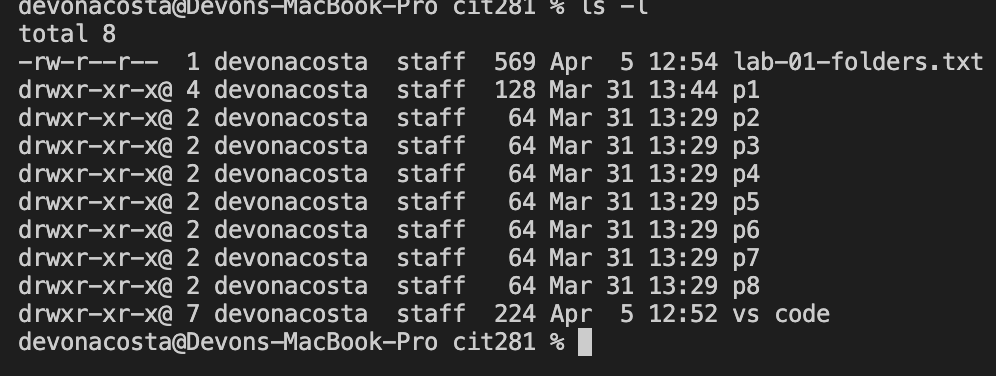 devonacosta@Devons-MacBook-Pro cit281 % ls -l
total 8
-rw-r--r--  1 devonacosta  staff  569 Apr  5 12:54 lab-01-folders.txt
drwxr-xr-x@ 4 devonacosta  staff  128 Mar 31 13:44 p1
drwxr-xr-x@ 2 devonacosta  staff   64 Mar 31 13:29 p2
drwxr-xr-x@ 2 devonacosta  staff   64 Mar 31 13:29 p3
drwxr-xr-x@ 2 devonacosta  staff   64 Mar 31 13:29 p4
drwxr-xr-x@ 2 devonacosta  staff   64 Mar 31 13:29 p5
drwxr-xr-x@ 2 devonacosta  staff   64 Mar 31 13:29 p6
drwxr-xr-x@ 2 devonacosta  staff   64 Mar 31 13:29 p7
drwxr-xr-x@ 2 devonacosta  staff   64 Mar 31 13:29 p8
drwxr-xr-x@ 7 devonacosta  staff  224 Apr  5 12:52 vs code
devonacosta@Devons-MacBook-Pro cit281 %